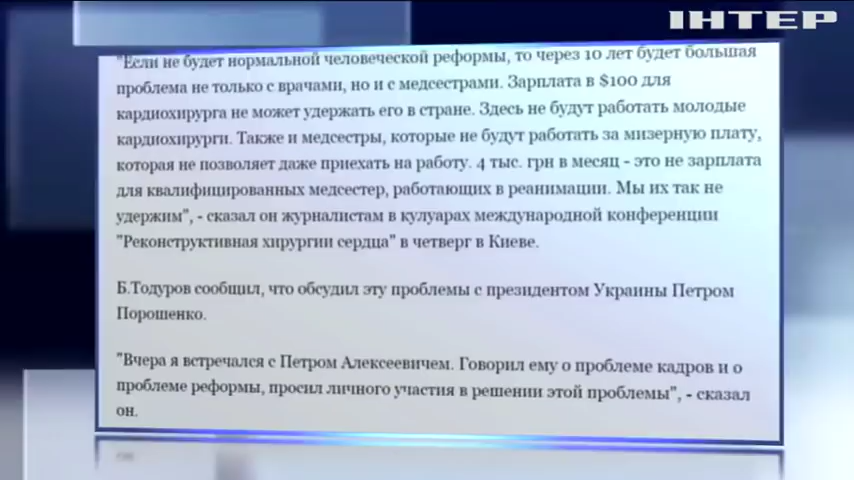 ІНТЕР
"Если не будет нормальной человеческой реформы, то через 10 лет будет большая
проблема не только с врачами, но и с медсестрами. Зарплата в $100 для
кардиохирурга не может удержать его в стране. Здесь не будут работать молодые
кардиохирурги. Также и медсестры, которые не будут работать за мизерную плату,
которая не позволяет даже приехать на работу. 4 тыс. грн в месяц - это не зарплата
для квалифицированных медсестер, работающих в реанимации. Мы их так не
удержим", - сказал он журналистам в кулуарах международной конференции
"Реконструктивная хирургии сердца" в четверг в Киеве.
Б.Тодуров сообщил, что обсудил эту проблемы с президентом Украины Петром
Порошенко.
"Вчера я встречался с Петром Алексеевичем. Говорил ему о проблеме кадров и о
проблеме реформы, просил личного участия в решении этой проблемы", - сказал
он.